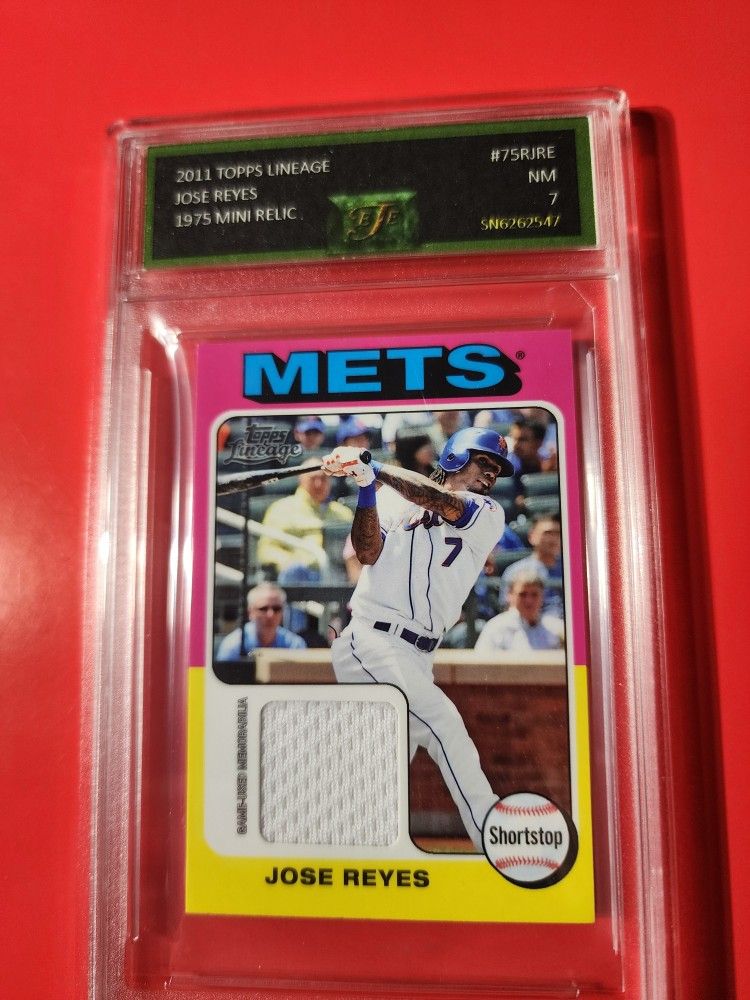 2011 TOPPS LINEAGE
JOSE REYES
1975 MINI RELIC
#75RJRE
NM
7
SN6262547
EJE
METS®
Topps
Lineage
7
GAME-USED MEMORABILIA
Shortstop
JOSE REYES